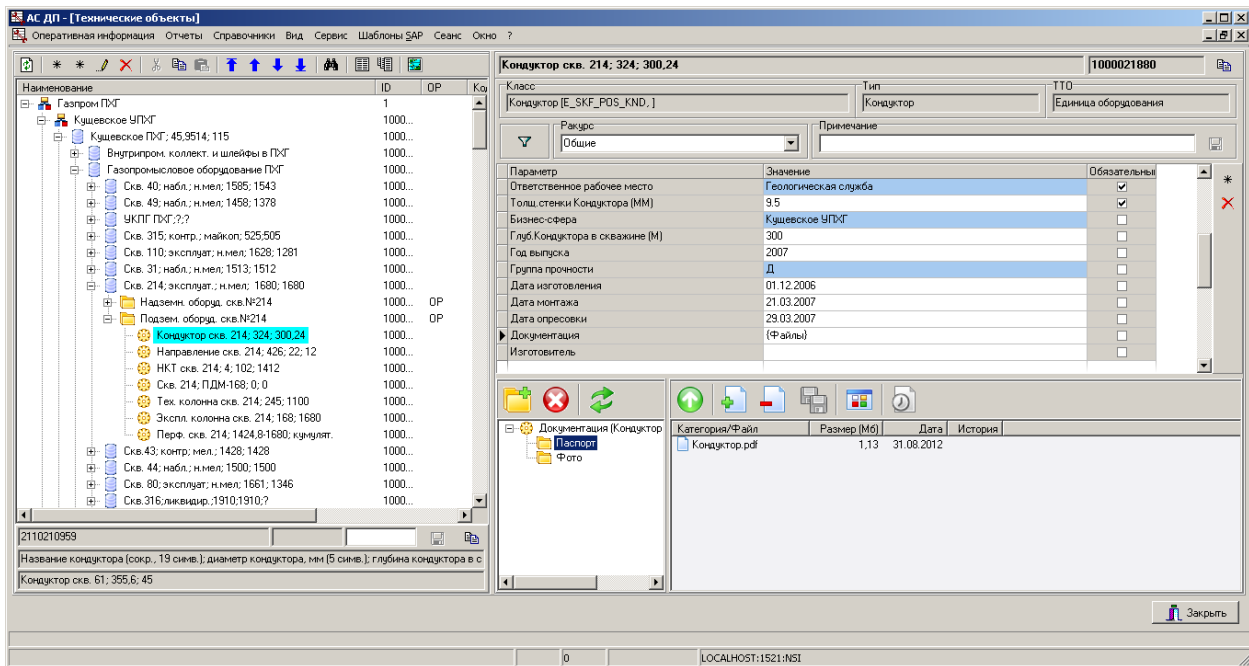 АС ДП - [Технические объекты]
Оперативная информация Отчеты Справочники Вид Сервис Шаблоны SAP Сеанс Окно ?
Наименование ID ОР Ко
Газпром ПХГ 1
Кущевское УПХГ 1000...
Кущевское ПХГ; 45,9514; 115 1000...
Внутрипром. коллект. и шлейфы в ПХГ 1000...
Газопромысловое оборудование ПХГ 1000...
Скв. 40; набл.; н.мел; 1585; 1543 1000...
Скв. 49; набл.; н.мел; 1458; 1378 1000...
УКПГ ПХГ;?;? 1000...
Скв. 315; контр.; майкоп; 525;505 1000...
Скв. 110; эксплуат; н.мел; 1628; 1281 1000...
Скв. 31; набл.; н.мел; 1513; 1512 1000...
Скв. 214; эксплуат.; н.мел; 1680; 1680 1000...
Надземн. оборуд. скв.№214 1000... ОР
Подзем. оборуд. скв.№214 1000... ОР
Кондуктор скв. 214; 324; 300,24 1000...
Направление скв. 214; 426; 22; 12 1000...
НКТ скв. 214; 4; 102; 1412 1000...
Скв. 214; ПДМ-168; 0; 0 1000...
Тех. колонна скв. 214; 245; 1100 1000...
Экспл. колонна скв. 214; 168; 1680 1000...
Перф. скв. 214; 1424,8-1680; кумулят. 1000...
Скв.43; контр; мел.; 1428; 1428 1000...
Скв. 44; набл.; н.мел; 1500; 1500 1000...
Скв. 80; эксплуат; н.мел; 1661; 1346 1000...
Скв.316;ликвидир.;1910;1910;? 1000...
2110210959
Название кондуктора (сокр., 19 симв.); диаметр кондуктора, мм (5 симв.); глубина кондуктора в с
Кондуктор скв. 61; 355,6; 45
Кондуктор скв. 214; 324; 300,24 1000021880
Класс Тип ТТО
Кондуктор [E_SKF_POS_KND, ] Кондуктор Единица оборудования
Ракурс Примечание
Общие
Параметр Значение Обязательны
Ответственное рабочее место Геологическая служба
Толщ.стенки Кондуктора (ММ) 9.5
Бизнес-сфера Кущевское УПХГ
Глуб.Кондуктора в скважине (М) 300
Год выпуска 2007
Группа прочности Д
Дата изготовления 01.12.2006
Дата монтажа 21.03.2007
Дата опресовки 29.03.2007
Документация {Файлы}
Изготовитель
Документация (Кондуктор
Паспорт
Фото
Категория/Файл Размер (Мб) Дата История
Кондуктор.pdf 1,13 31.08.2012
Закрыть
0 LOCALHOST:1521:NSI